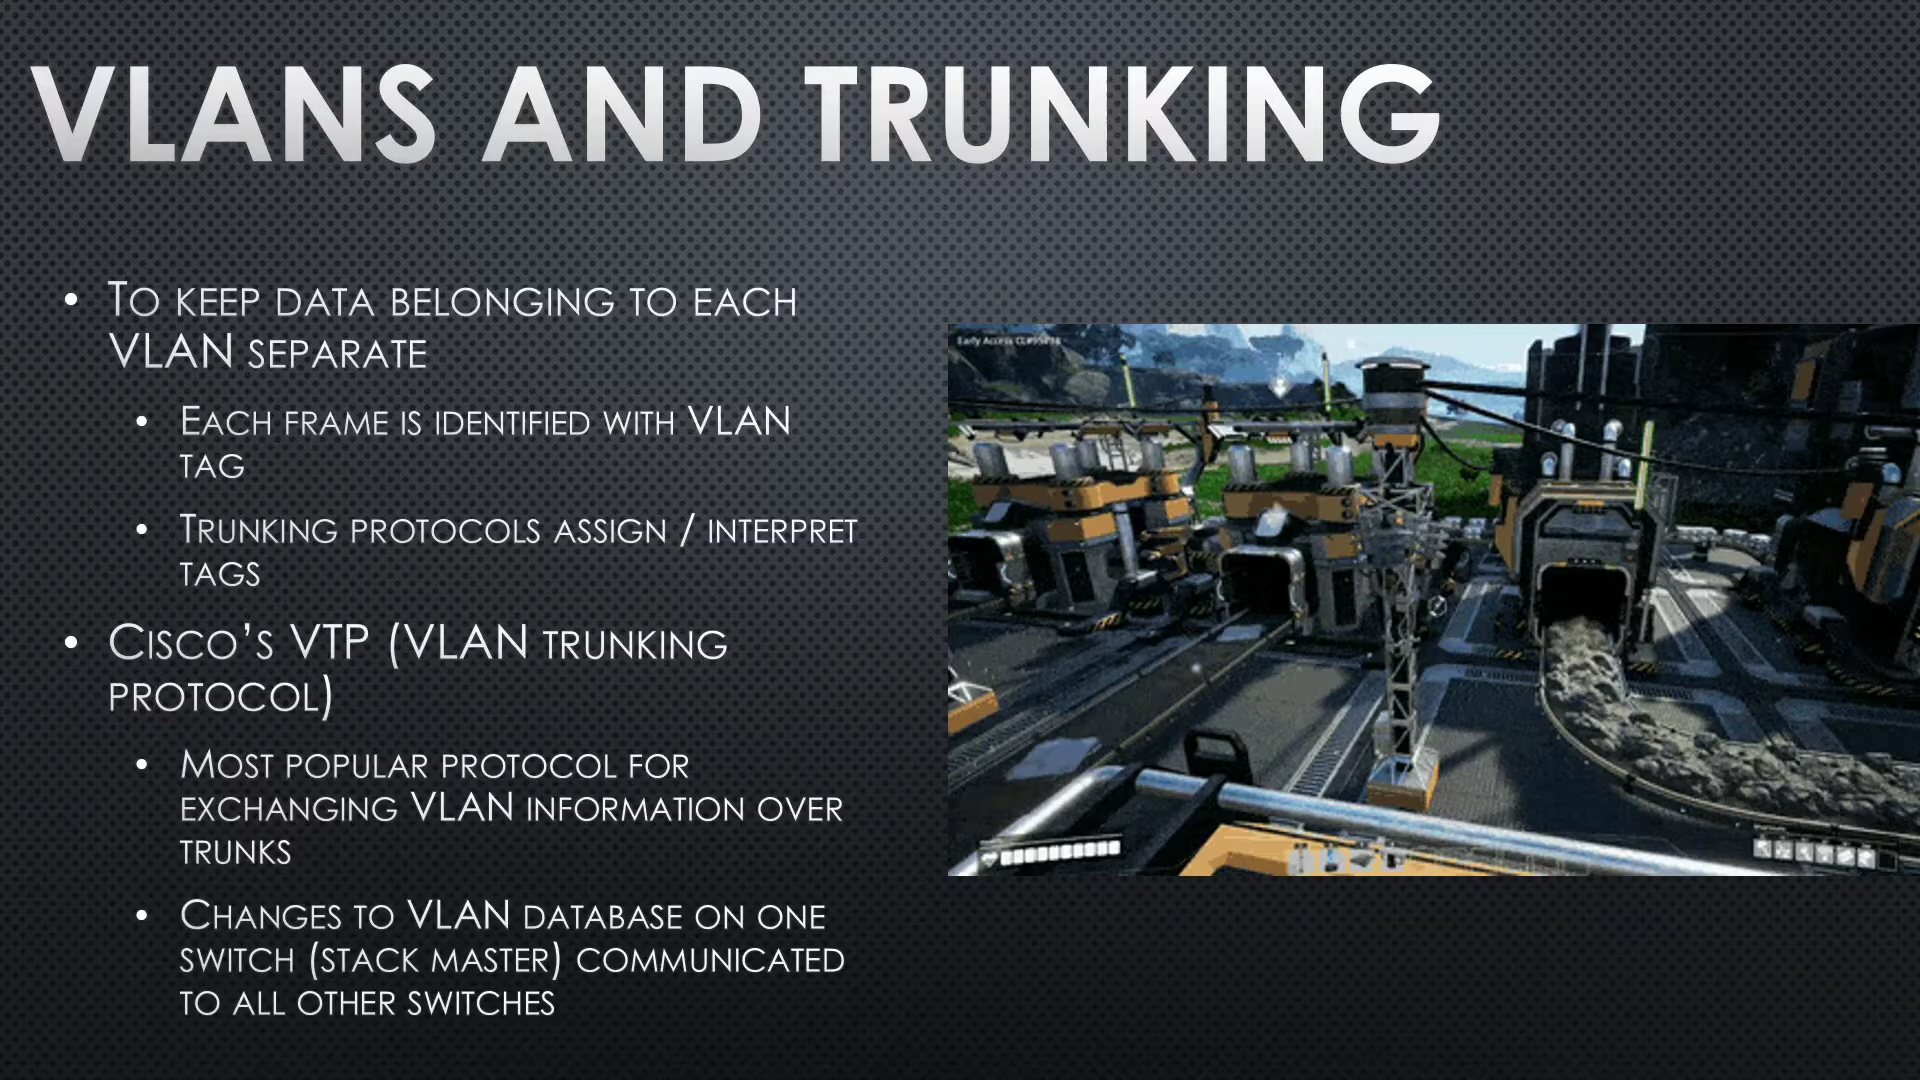 VLANS AND TRUNKING
• TO KEEP DATA BELONGING TO EACH
VLAN SEPARATE
• EACH FRAME IS IDENTIFIED WITH VLAN
TAG
• TRUNKING PROTOCOLS ASSIGN / INTERPRET
TAGS
• CISCO’S VTP (VLAN TRUNKING
PROTOCOL)
• MOST POPULAR PROTOCOL FOR
EXCHANGING VLAN INFORMATION OVER
TRUNKS
• CHANGES TO VLAN DATABASE ON ONE
SWITCH (STACK MASTER) COMMUNICATED
TO ALL OTHER SWITCHES
Early Access